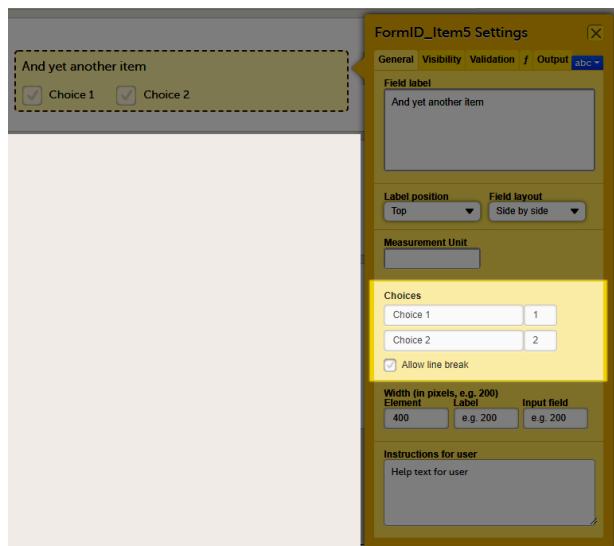 And yet another item
Choice 1 Choice 2
FormID_Item5 Settings
General Visibility Validation f Output abc
Field label
And yet another item
Label position Field layout
Top Side by side
Measurement Unit
Choices
Choice 1 1
Choice 2 2
Allow line break
Width (in pixels, e.g. 200)
Element Label Input field
400 e.g. 200 e.g. 200
Instructions for user
Help text for user